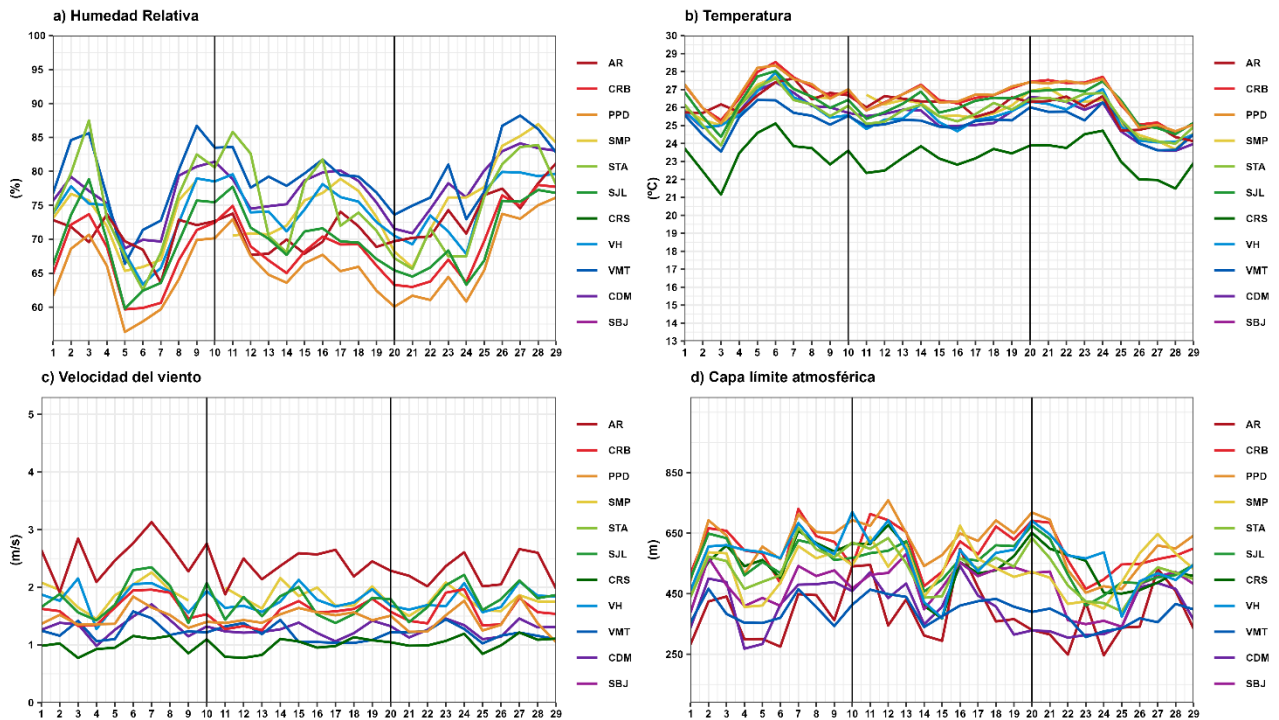 a) Humedad Relativa
(%)
100
95
90
85
80
75
70
65
60
1 2 3 4 5 6 7 8 9 10 11 12 13 14 15 16 17 18 19 20 21 22 23 24 25 26 27 28 29
AR
CRB
PPD
SMP
STA
SJL
CRS
VH
VMT
CDM
SBJ
b) Temperatura
(°C)
30
29
28
27
26
25
24
23
22
21
20
19
18
17
16
15
14
13
1 2 3 4 5 6 7 8 9 10 11 12 13 14 15 16 17 18 19 20 21 22 23 24 25 26 27 28 29
AR
CRB
PPD
SMP
STA
SJL
CRS
VH
VMT
CDM
SBJ
c) Velocidad del viento
(m/s)
5
4
3
2
1
0
1 2 3 4 5 6 7 8 9 10 11 12 13 14 15 16 17 18 19 20 21 22 23 24 25 26 27 28 29
AR
CRB
PPD
SMP
STA
SJL
CRS
VH
VMT
CDM
SBJ
d) Capa límite atmosférica
(m)
850
650
450
250
1 2 3 4 5 6 7 8 9 10 11 12 13 14 15 16 17 18 19 20 21 22 23 24 25 26 27 28 29
AR
CRB
PPD
SMP
STA
SJL
CRS
VH
VMT
CDM
SBJ